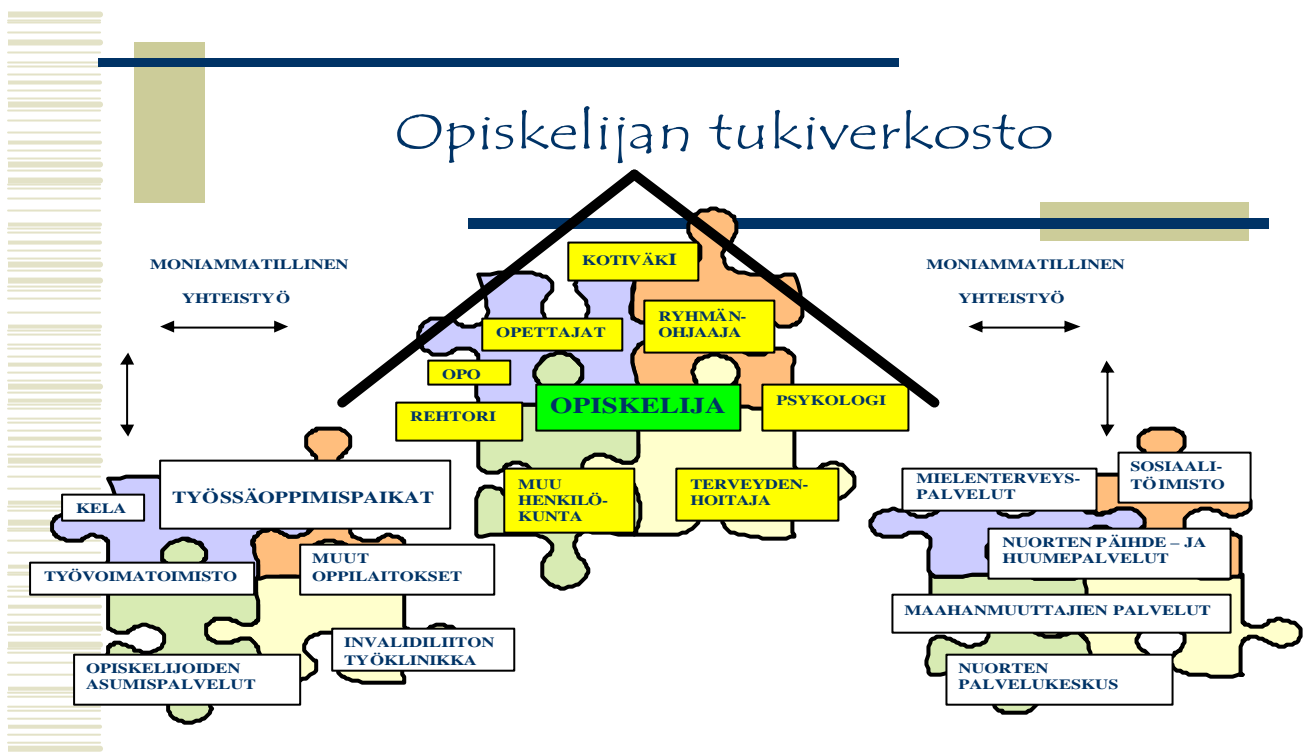 Opiskelijan tukiverkosto
MONIAMMATILLINEN
YHTEISTYÖ
KOTIVÄKI
OPETTAJAT
RYHMÄN-
OHJAAJA
OPO
REHTORI
OPISKELIJA
PSYKOLOGI
MUU
HENKILÖ-
KUNTA
TERVEYDEN-
HOITAJA
MONIAMMATILLINEN
YHTEISTYÖ
KELA
TYÖSSÄOPPIMISPAIKAT
TYÖVOIMATOIMISTO
MUUT
OPPILAITOKSET
INVALIDILIITON
TYÖKLINIKKA
OPISKELIJOIDEN
ASUMISPALVELUT
MIELENTERVEYS-
PALVELUT
SOSIAALI-
TÖIMISTO
NUORTEN PÄIHDE – JA
HUUMEPALVELUT
MAAHANMUUTTAJIEN PALVELUT
NUORTEN
PALVELUKESKUS